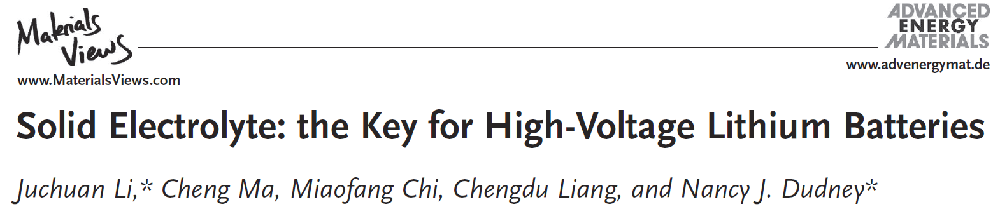 Materials
Views
www.MaterialsViews.com
ADVANCED
ENERGY
MATERIALS
www.advenergymat.de
Solid Electrolyte: the Key for High-Voltage Lithium Batteries
Juchuan Li,* Cheng Ma, Miaofang Chi, Chengdu Liang, and Nancy J. Dudney*